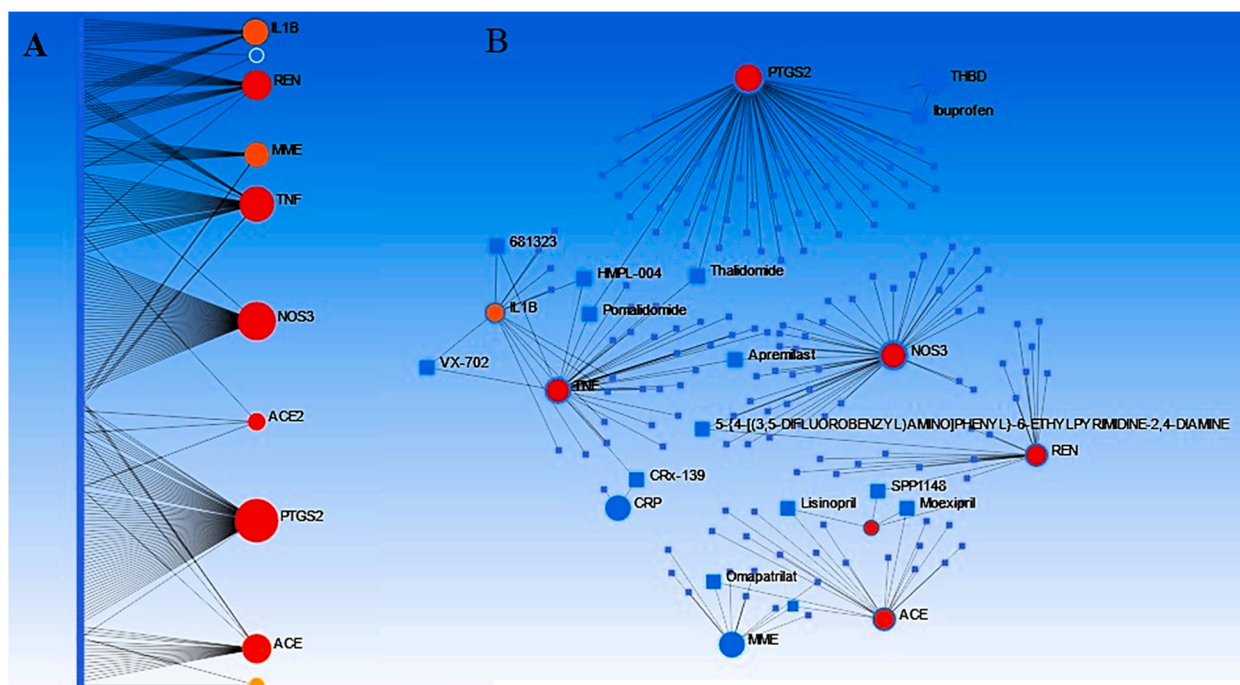 A
IL1B
REN
MME
TNF
NOS3
ACE2
PTGS2
ACE
B
PTGS2
THBD
Ibuprofen
681323
HMPL-004
Thalidomide
IL1B
Pomalidomide
NOS3
VX-702
Apremilast
TNF
5-{4-[(3,5-DIFLUOROBENZYL)AMINO]PHENYL}-6-ETHYLPYRIMIDINE-2,4-DIAMINE
REN
CRx-139
SPP1148
CRP
Lisinopril
Moexipril
Omapatrilat
ACE
MME